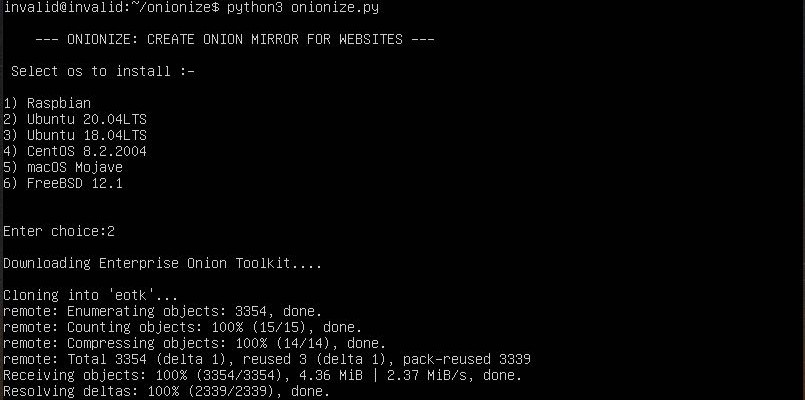 invalid@invalid:~/onionize$ python3 onionize.py
--- ONIONIZE: CREATE ONION MIRROR FOR WEBSITES ---
Select os to install :-
1) Raspbian
2) Ubuntu 20.04LTS
3) Ubuntu 18.04LTS
4) CentOS 8.2.2004
5) macOS Mojave
6) FreeBSD 12.1
Enter choice:2
Downloading Enterprise Onion Toolkit....
Cloning into 'eotk'...
remote: Enumerating objects: 3354, done.
remote: Counting objects: 100% (15/15), done.
remote: Compressing objects: 100% (14/14), done.
remote: Total 3354 (delta 1), reused 3 (delta 1), pack-reused 3339
Receiving objects: 100% (3354/3354), 4.36 MiB | 2.37 MiB/s, done.
Resolving deltas: 100% (2339/2339), done.